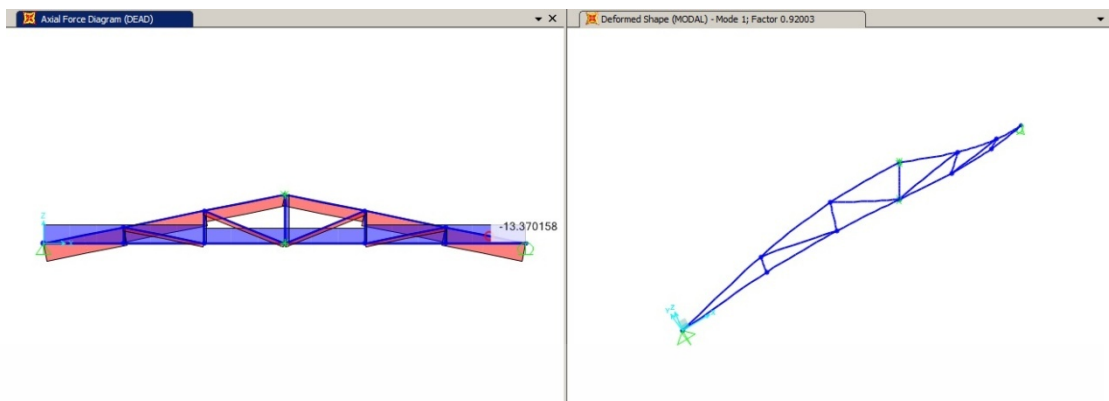 Axial Force Diagram (DEAD)
Deformed Shape (MODAL) - Mode 1; Factor 0.92003
Z
-13.370158
Z